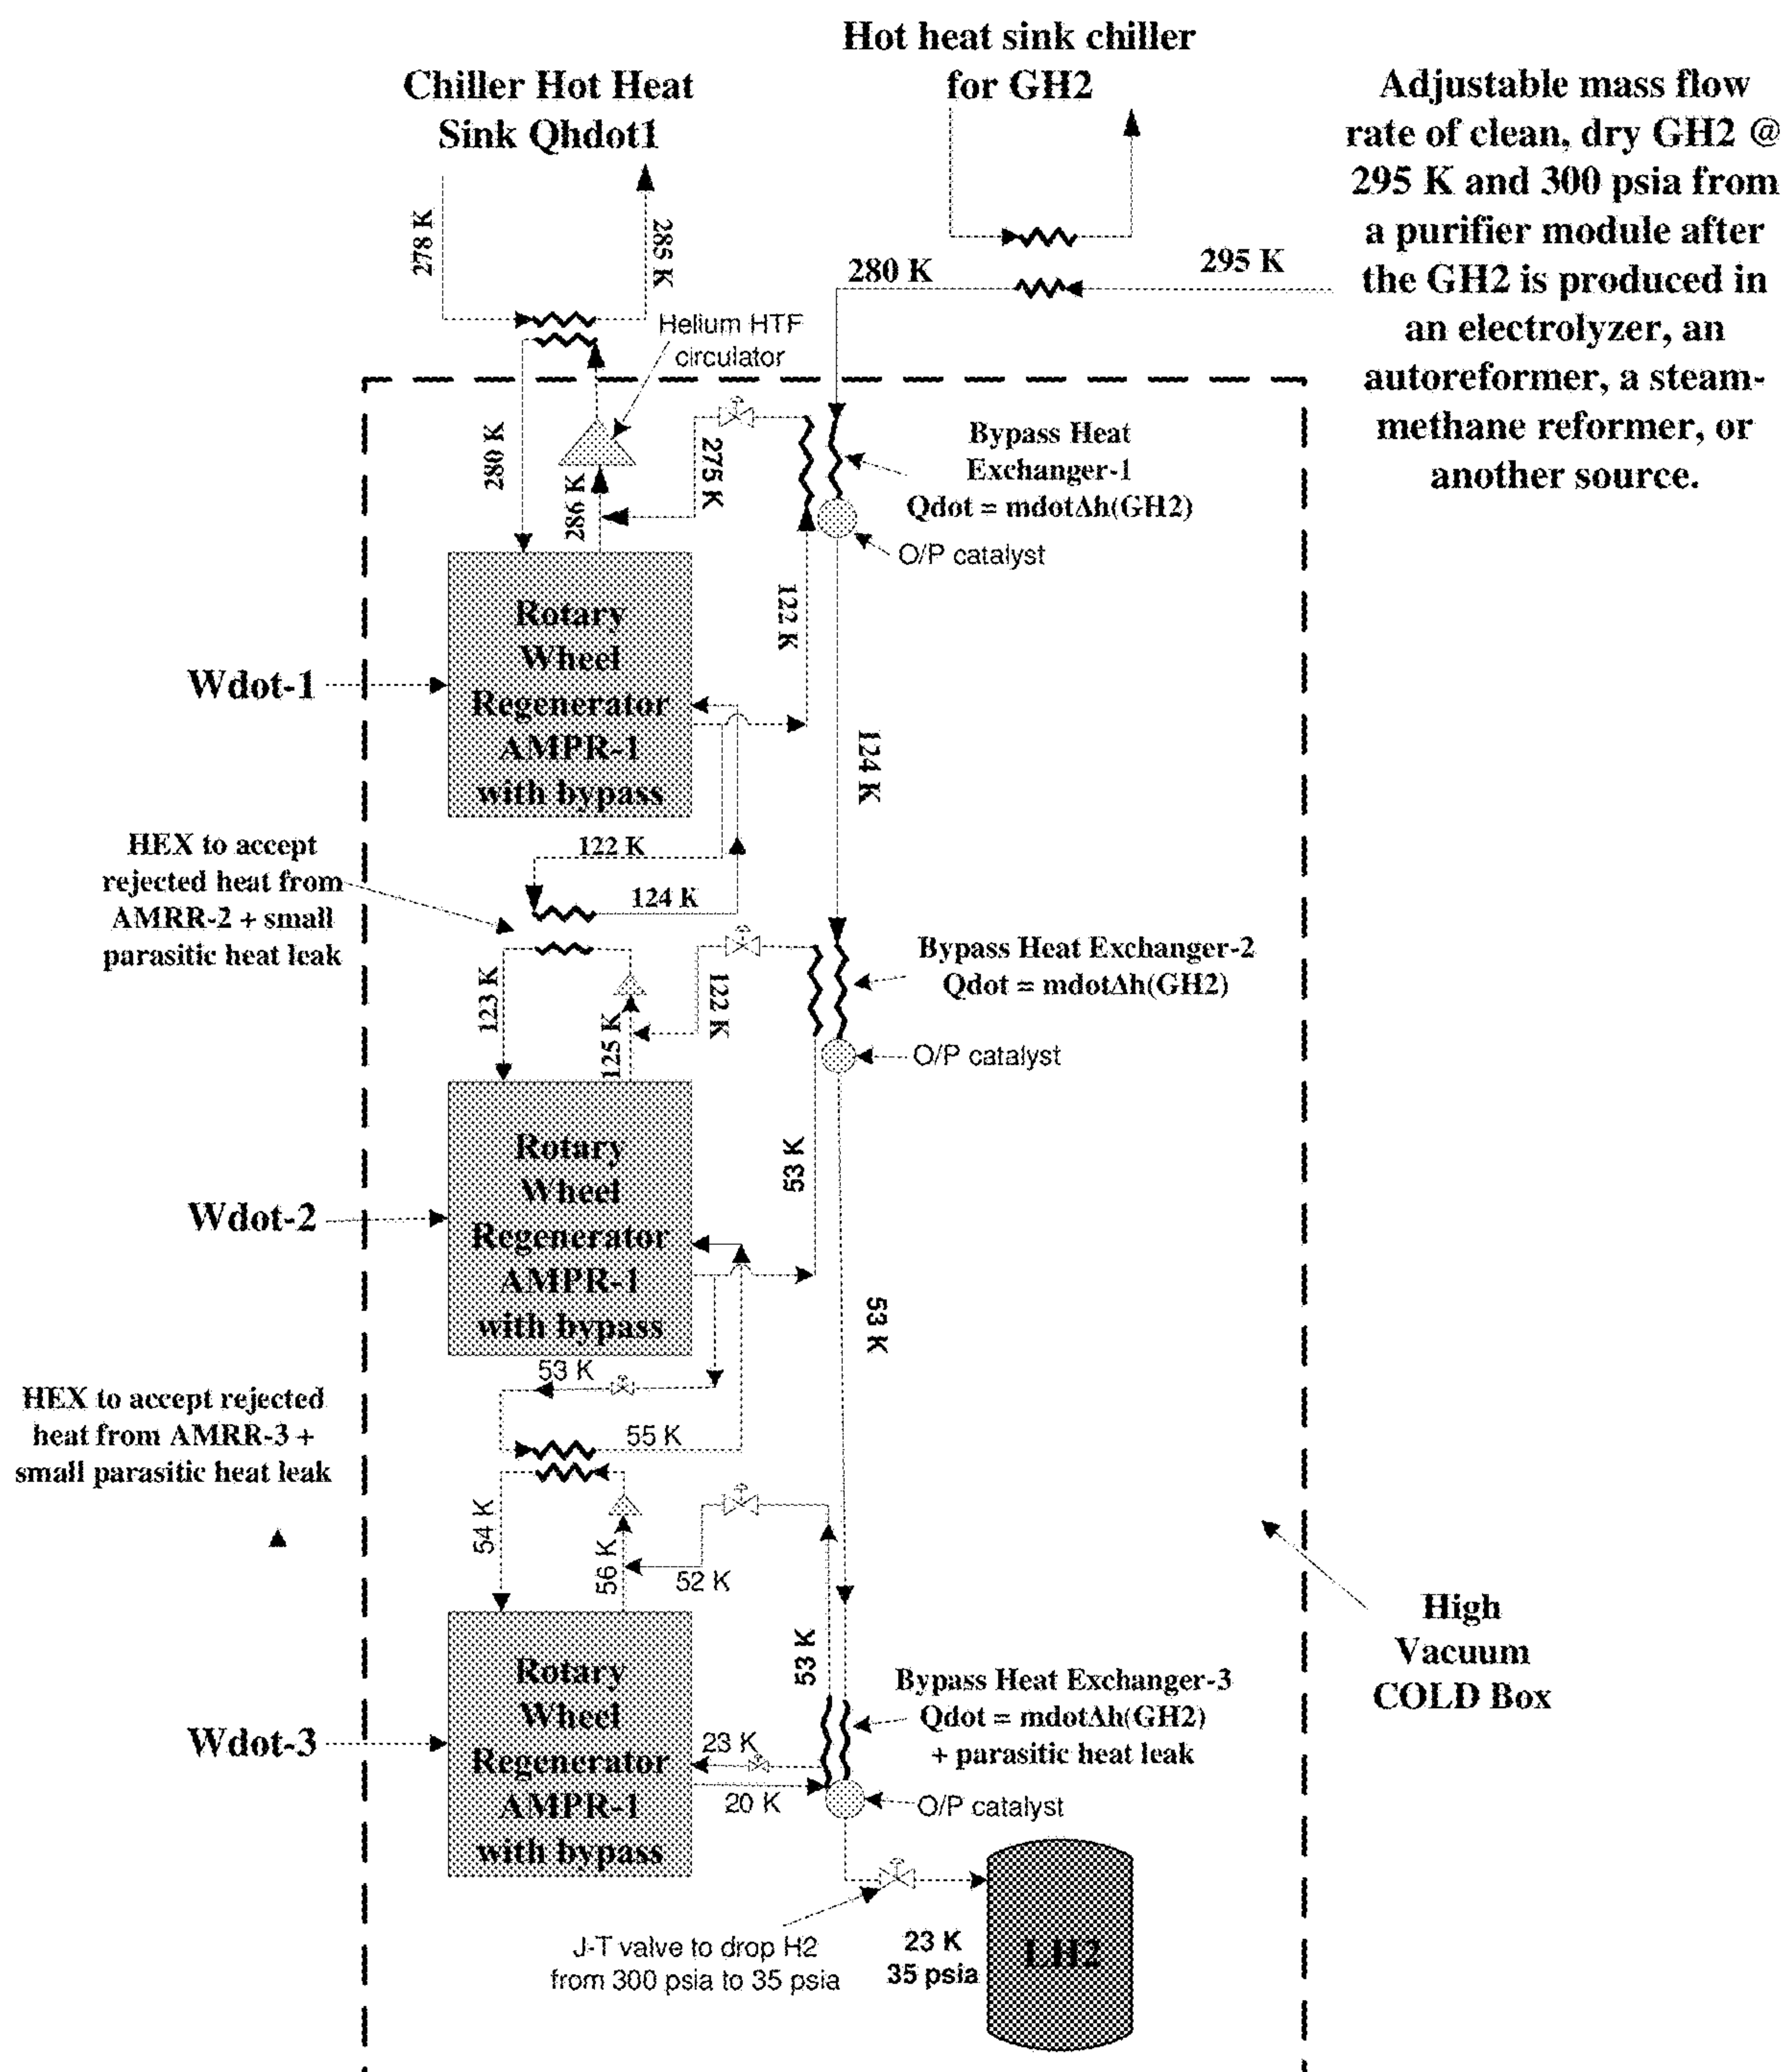 Hot heat sink chiller
for GH2
Chiller Hot Heat
Sink Qhdot1
Adjustable mass flow
rate of clean, dry GH2 @
295 K and 300 psia from
a purifier module after
the GH2 is produced in
an electrolyzer, an
autoreformer, a steam-
methane reformer, or
another source.
278 K
285 K
280 K
295 K
Helium HTF
circulator
280 K
286 K
275 K
Bypass Heat
Exchanger-1
Qdot = mdotΔh(GH2)
O/P catalyst
122 K
Rotary
Wheel
Regenerator
AMPR-1
with bypass
Wdot-1
124 K
HEX to accept
rejected heat from
AMRR-2 + small
parasitic heat leak
122 K
124 K
123 K
125 K
122 K
Bypass Heat Exchanger-2
Qdot = mdotΔh(GH2)
O/P catalyst
53 K
Rotary
Wheel
Regenerator
AMPR-1
with bypass
Wdot-2
53 K
53 K
HEX to accept rejected
heat from AMRR-3 +
small parasitic heat leak
55 K
54 K
56 K
52 K
53 K
High
Vacuum
COLD Box
Rotary
Wheel
Regenerator
AMPR-1
with bypass
Wdot-3
Bypass Heat Exchanger-3
Qdot = mdotΔh(GH2)
+ parasitic heat leak
23 K
20 K
O/P catalyst
J-T valve to drop H2
from 300 psia to 35 psia
23 K
35 psia
LH2